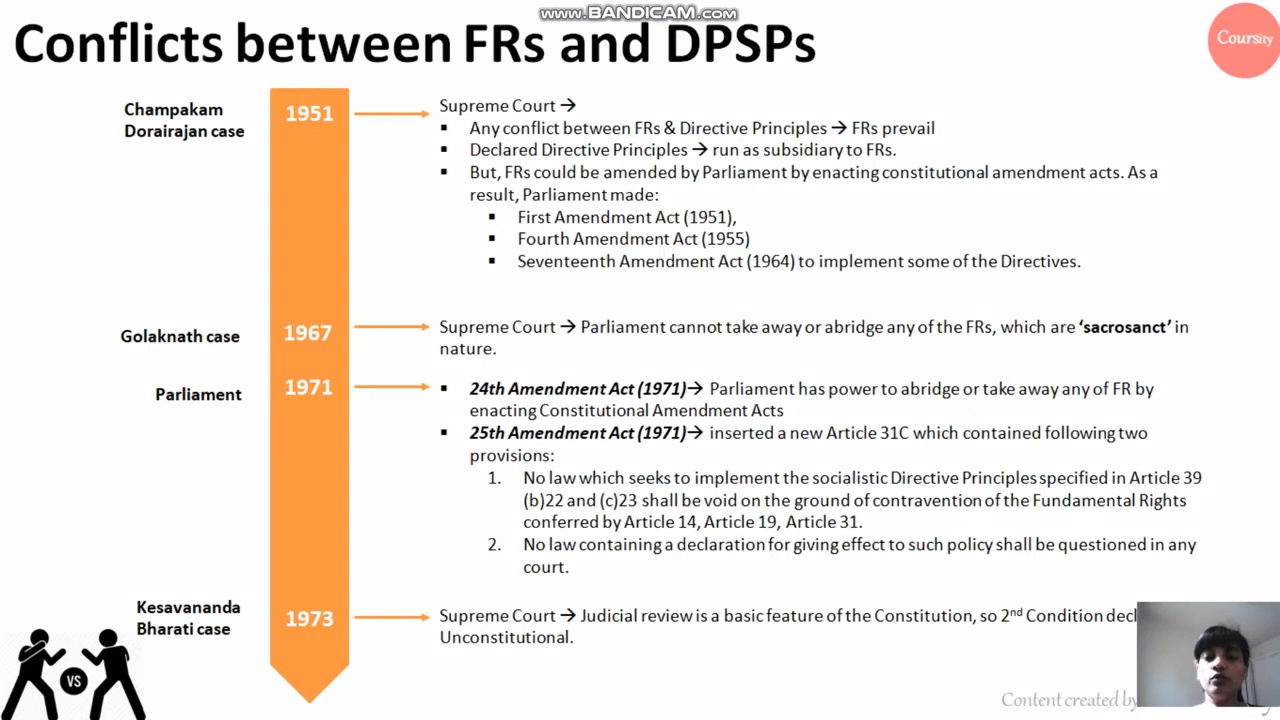 www.BANDICAM.com
Conflicts between FRs and DPSPs
Coursity
Champakam
Dorairajan case
1951
Supreme Court →
▪ Any conflict between FRs & Directive Principles → FRs prevail
▪ Declared Directive Principles → run as subsidiary to FRs.
▪ But, FRs could be amended by Parliament by enacting constitutional amendment acts. As a
result, Parliament made:
▪ First Amendment Act (1951),
▪ Fourth Amendment Act (1955)
▪ Seventeenth Amendment Act (1964) to implement some of the Directives.
Golaknath case
1967
Supreme Court → Parliament cannot take away or abridge any of the FRs, which are ‘sacrosanct’ in
nature.
Parliament
1971
▪ 24th Amendment Act (1971)→ Parliament has power to abridge or take away any of FR by
enacting Constitutional Amendment Acts
▪ 25th Amendment Act (1971)→ inserted a new Article 31C which contained following two
provisions:
1. No law which seeks to implement the socialistic Directive Principles specified in Article 39
(b)22 and (c)23 shall be void on the ground of contravention of the Fundamental Rights
conferred by Article 14, Article 19, Article 31.
2. No law containing a declaration for giving effect to such policy shall be questioned in any
court.
Kesavananda
Bharati case
1973
Supreme Court → Judicial review is a basic feature of the Constitution, so 2nd Condition
Unconstitutional.
VS
Content created by